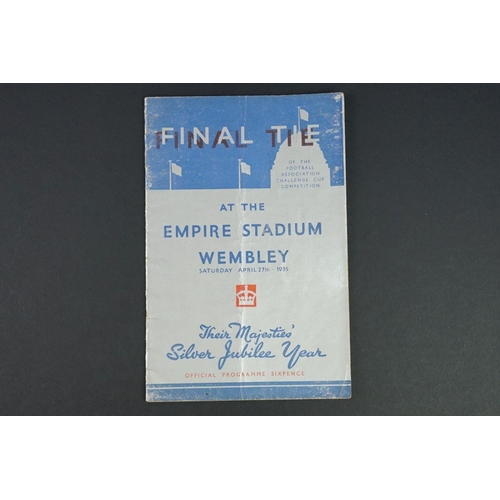 FINAL TIE
OF THE
FOOTBALL
ASSOCIATION
CHALLENGE CUP
COMPETITION
AT THE
EMPIRE STADIUM
WEMBLEY
SATURDAY APRIL 27th - 1935
Their Majesties'
Silver Jubilee Year
OFFICIAL PROGRAMME SIXPENCE